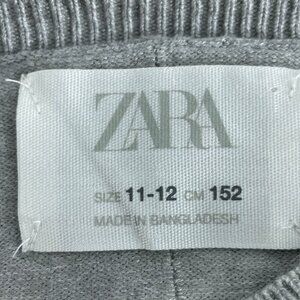 ZARA
SIZE 11-12 CM 152
MADE IN BANGLADESH